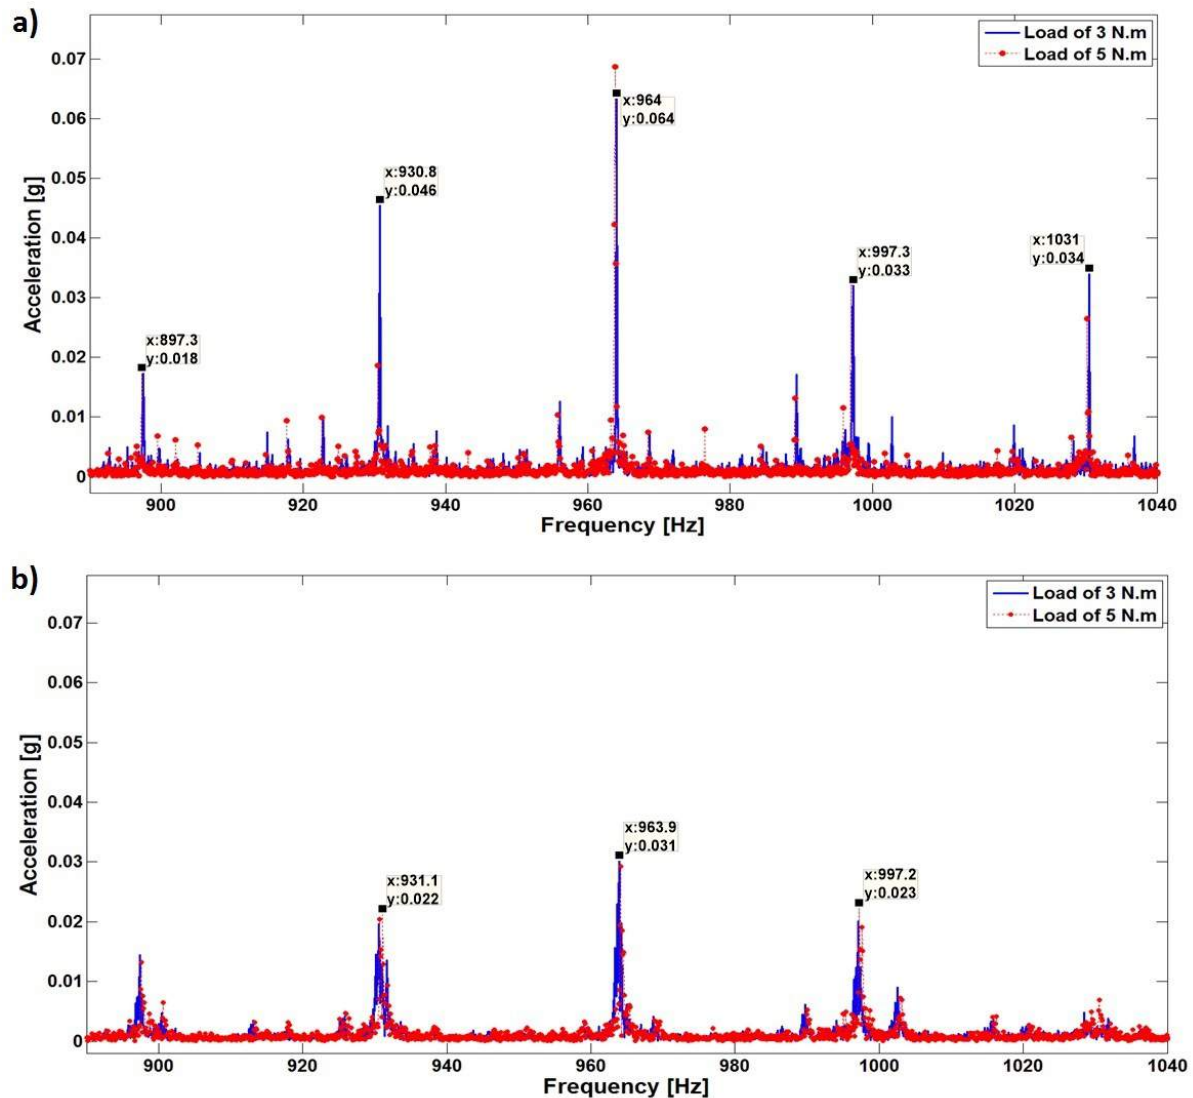 a)
Load of 3 N.m
Load of 5 N.m
0.07
0.06
0.05
0.04
0.03
0.02
0.01
0
Acceleration [g]
x:897.3
y:0.018
x:930.8
y:0.046
x:964
y:0.064
x:997.3
y:0.033
x:1031
y:0.034
900
920
940
960
980
1000
1020
1040
Frequency [Hz]
b)
Load of 3 N.m
Load of 5 N.m
0.07
0.06
0.05
0.04
0.03
0.02
0.01
0
Acceleration [g]
x:931.1
y:0.022
x:963.9
y:0.031
x:997.2
y:0.023
900
920
940
960
980
1000
1020
1040
Frequency [Hz]